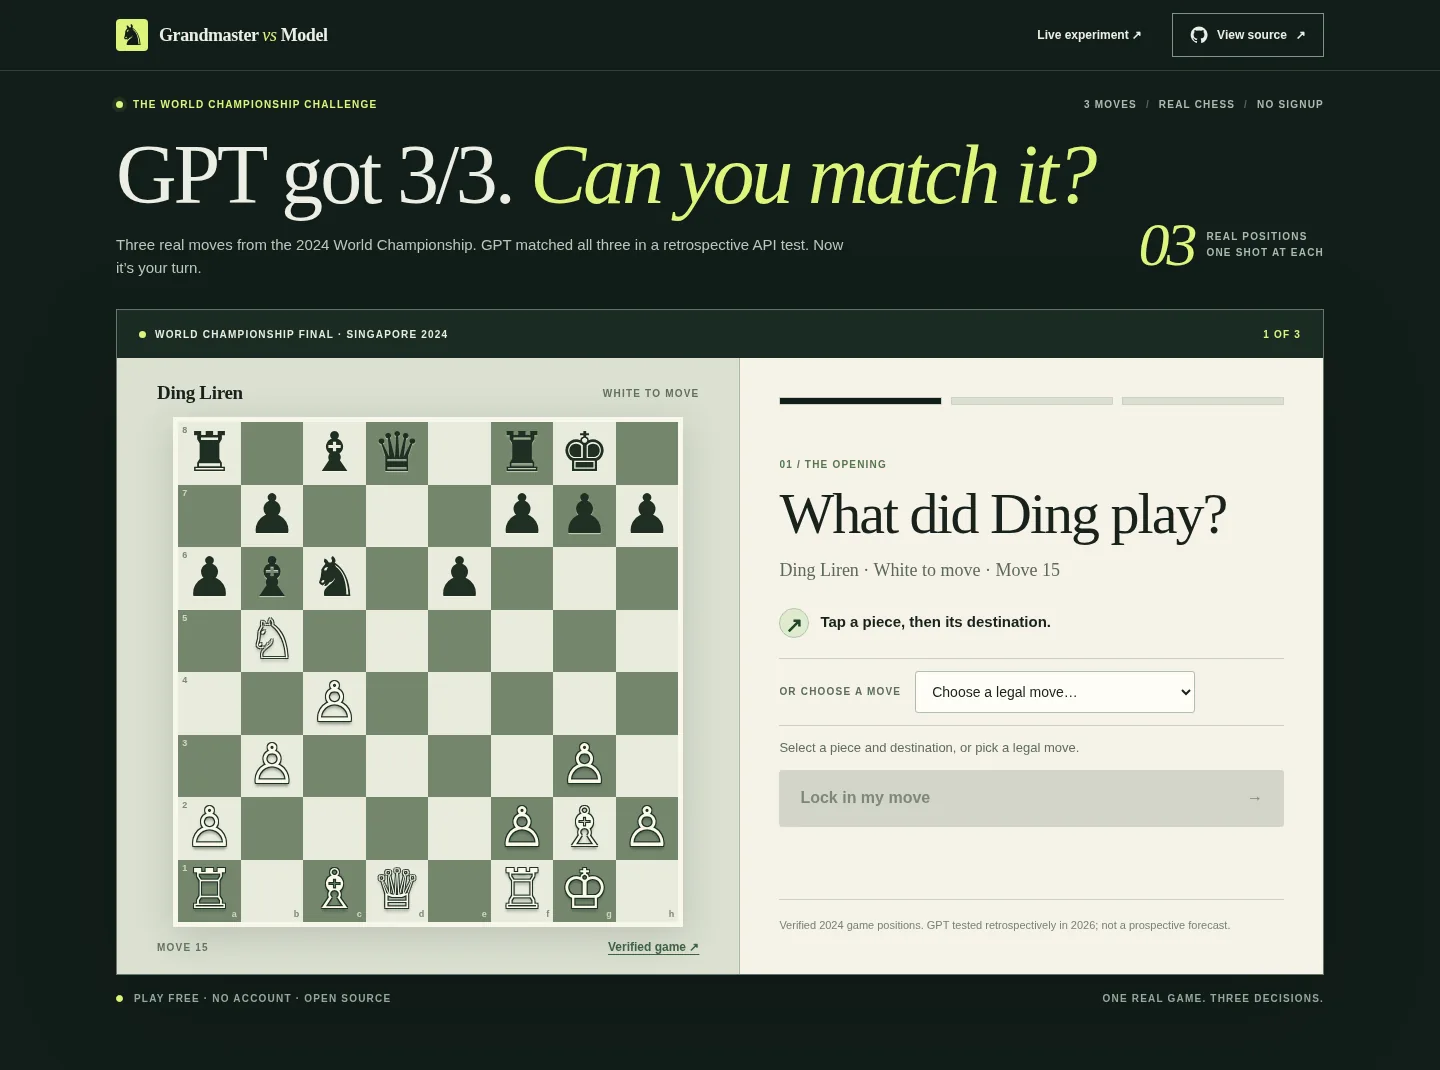 Grandmaster vs Model
Live experiment ↗
View source ↗
THE WORLD CHAMPIONSHIP CHALLENGE
3 MOVES / REAL CHESS / NO SIGNUP
GPT got 3/3. Can you match it?
Three real moves from the 2024 World Championship. GPT matched all three in a retrospective API test. Now
it's your turn.
03
REAL POSITIONS
ONE SHOT AT EACH
WORLD CHAMPIONSHIP FINAL · SINGAPORE 2024
1 OF 3
Ding Liren
WHITE TO MOVE
8
7
6
5
4
3
2
1
a b c d e f g h
MOVE 15
Verified game ↗
01 / THE OPENING
What did Ding play?
Ding Liren · White to move · Move 15
↗ Tap a piece, then its destination.
OR CHOOSE A MOVE
Choose a legal move…
Select a piece and destination, or pick a legal move.
Lock in my move →
Verified 2024 game positions. GPT tested retrospectively in 2026; not a prospective forecast.
PLAY FREE · NO ACCOUNT · OPEN SOURCE
ONE REAL GAME. THREE DECISIONS.